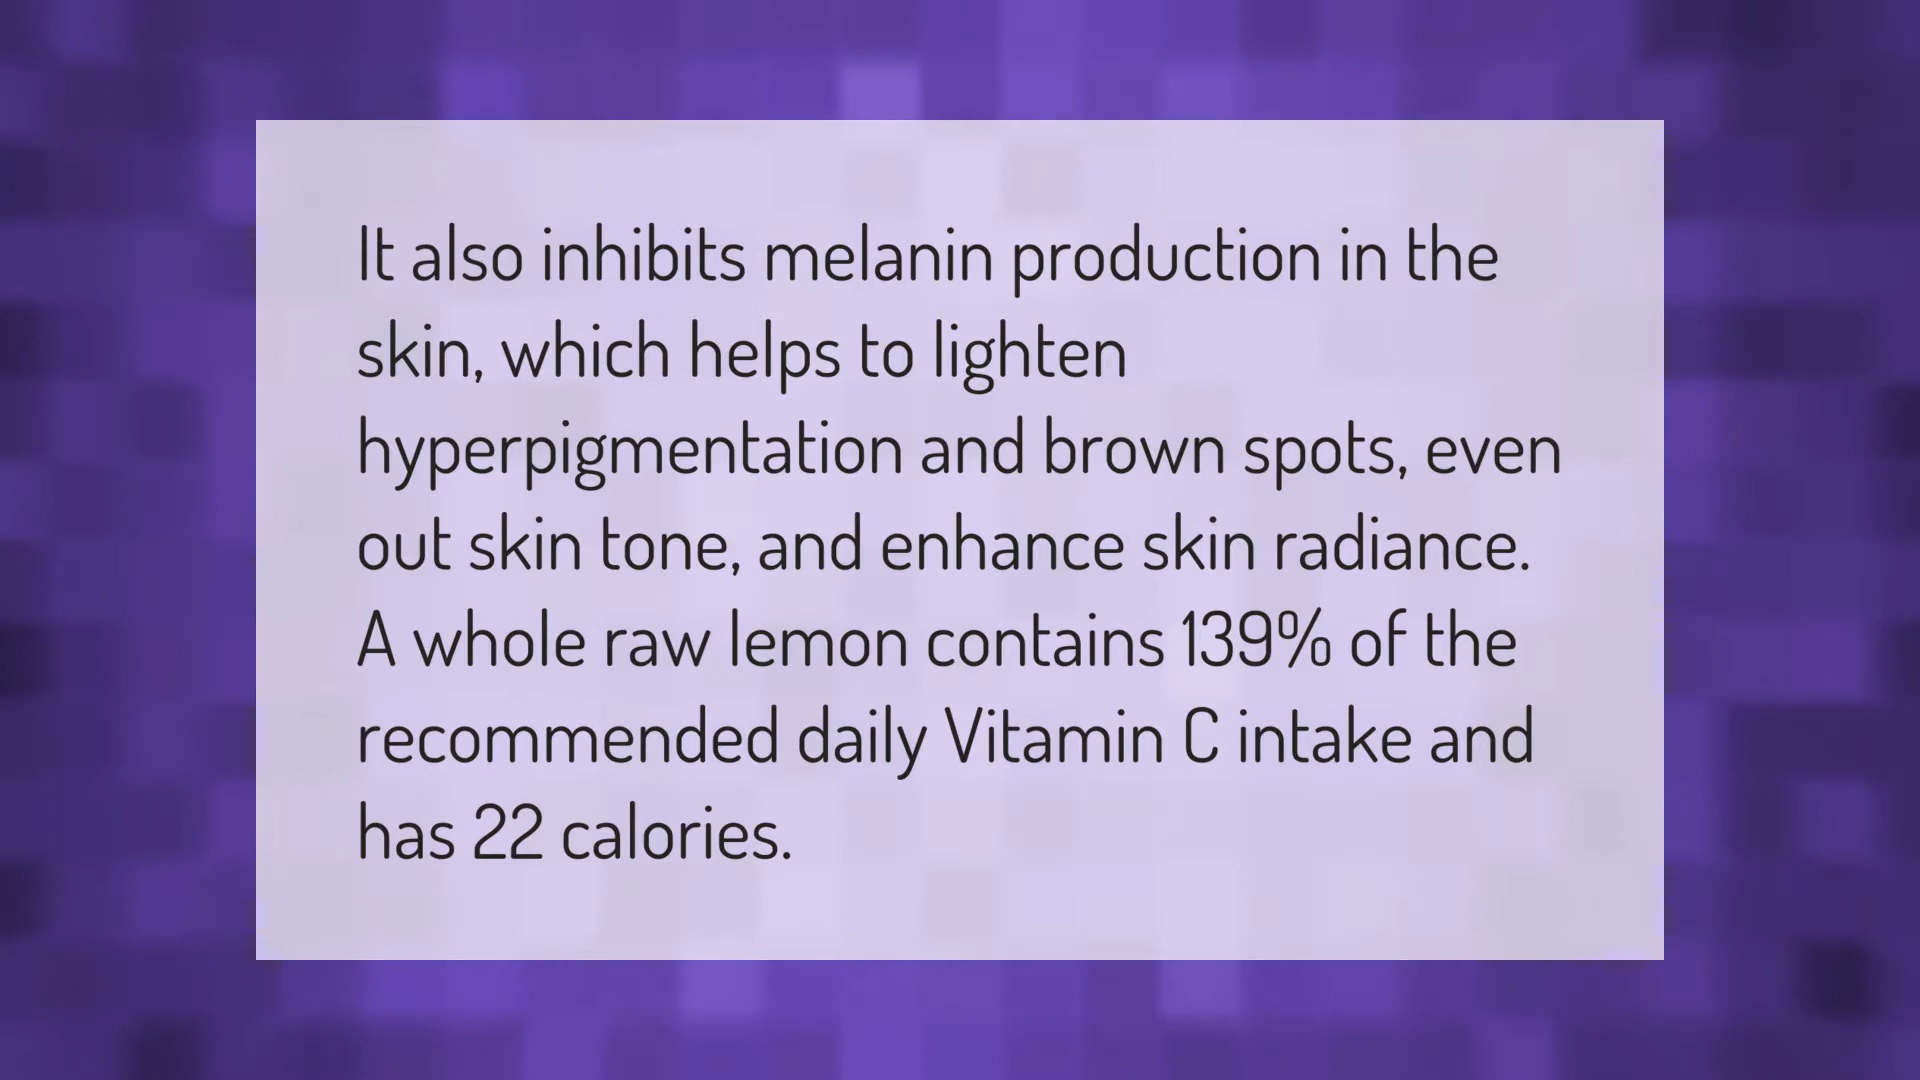 It also inhibits melanin production in the
skin, which helps to lighten
hyperpigmentation and brown spots, even
out skin tone, and enhance skin radiance.
A whole raw lemon contains 139% of the
recommended daily Vitamin C intake and
has 22 calories.